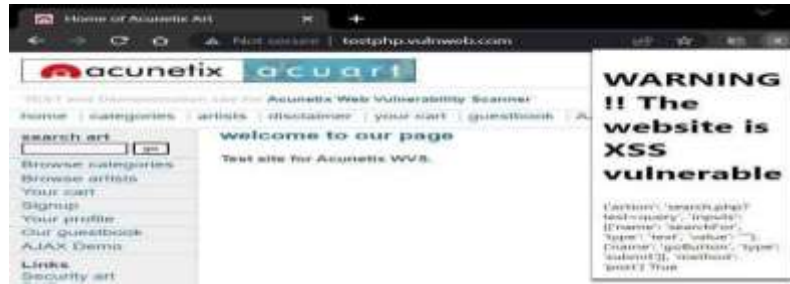 Home of Acunetix Art
Not secure | testphp.vulnweb.com
acunetix acuart
TEST and Demonstration site for Acunetix Web Vulnerability Scanner
home | categories | artists | disclaimer | your cart | guestbook | A
search art
go
Browse categories
Browse artists
Your cart
Signup
Your profile
Our guestbook
AJAX Demo
Links
Security art
welcome to our page
Test site for Acunetix WVS.
WARNING
!! The
website is
XSS
vulnerable
{'action': 'search.php?
test=query', 'inputs':
[{'name': 'searchFor',
'type': 'text', 'value': ''},
{'name': 'goButton', 'type':
'submit'}], 'method':
'post'} True